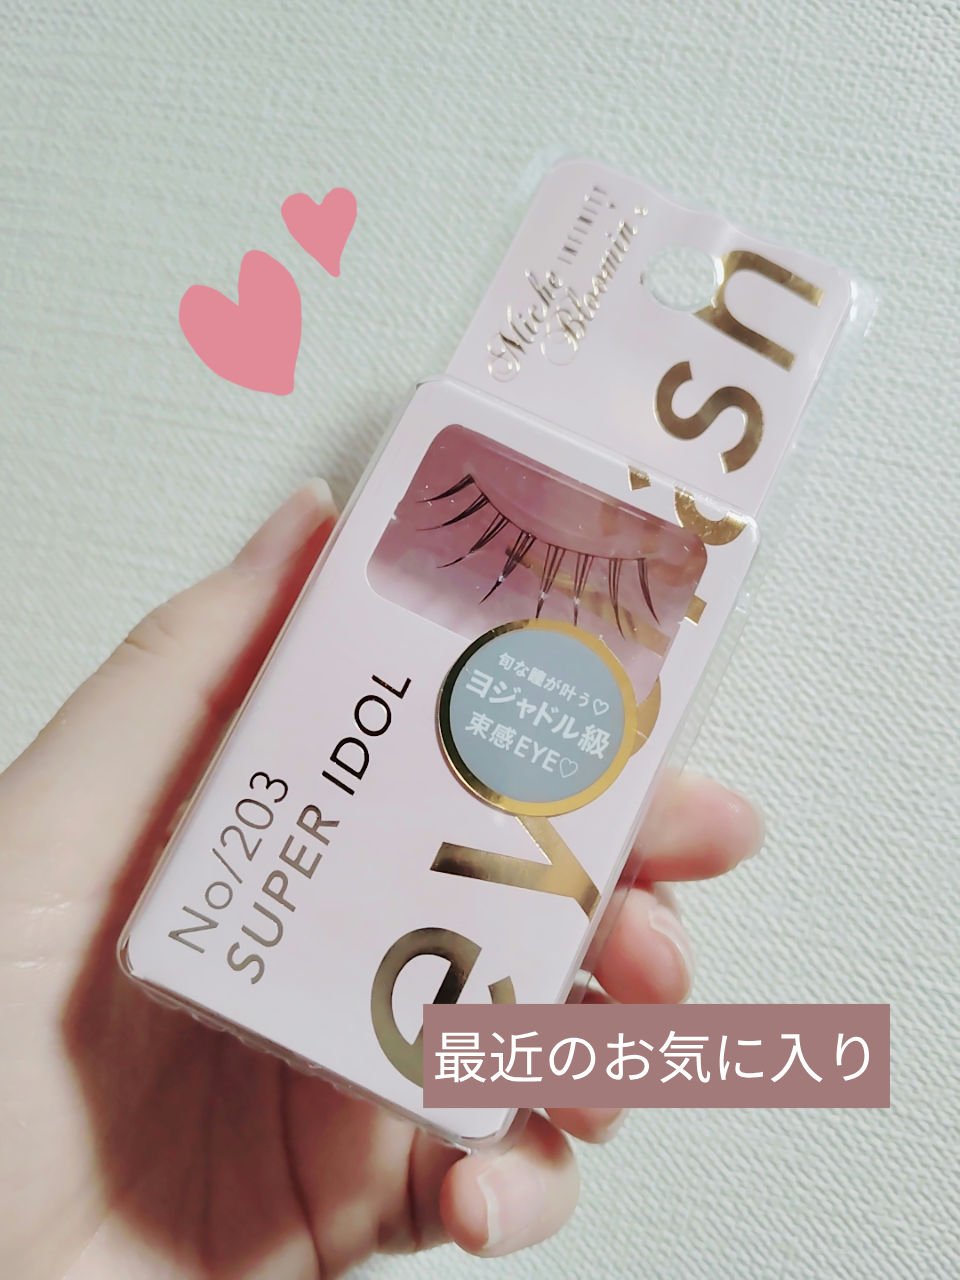 Miche
INFINITY
Bloomin'
eyelash
旬な瞳が叶う♡
ヨジャドル級
束感EYE♡
No/203
SUPER IDOL
最近のお気に入り